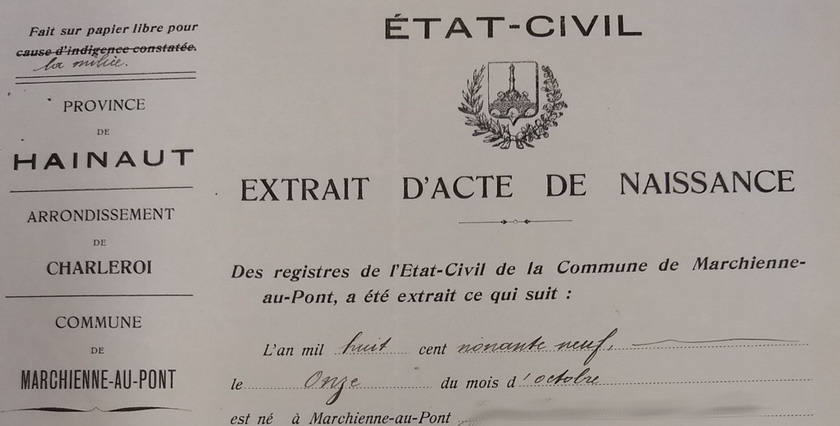 Fait sur papier libre pour
cause d'indigence constatée.
la milice.
PROVINCE
DE
HAINAUT
ARRONDISSEMENT
DE
CHARLEROI
COMMUNE
DE
MARCHIENNE-AU-PONT
ÉTAT-CIVIL
EXTRAIT D'ACTE DE NAISSANCE
Des registres de l'Etat-Civil de la Commune de Marchienne-
au-Pont, a été extrait ce qui suit :
L'an mil huit cent nonante neuf,
le Onze du mois d'octobre
est né à Marchienne-au-Pont